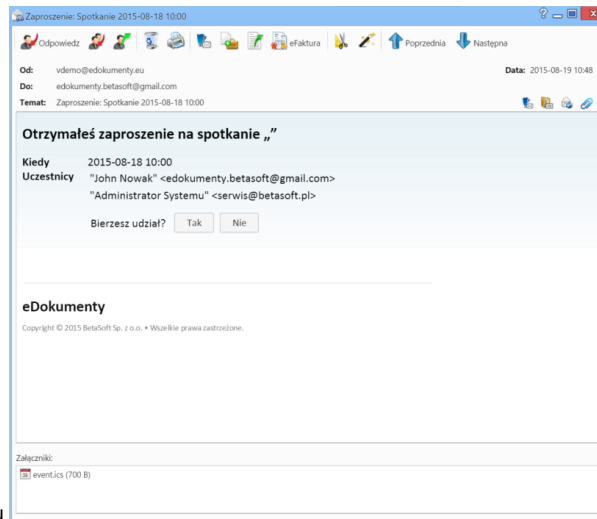 Zaproszenie: Spotkanie 2015-08-18 10:00
Odpowiedz eFaktura Poprzednia Następna
Od: vdemo@edokumenty.eu Data: 2015-08-19 10:48
Do: edokumenty.betasoft@gmail.com
Temat: Zaproszenie: Spotkanie 2015-08-18 10:00
Otrzymałeś zaproszenie na spotkanie „”
Kiedy 2015-08-18 10:00
Uczestnicy "John Nowak" <edokumenty.betasoft@gmail.com>
"Administrator Systemu" <serwis@betasoft.pl>
Bierzesz udział? Tak Nie
eDokumenty
Copyright © 2015 BetaSoft Sp. z o.o. • Wszelkie prawa zastrzeżone.
Załączniki:
event.ics (700 B)